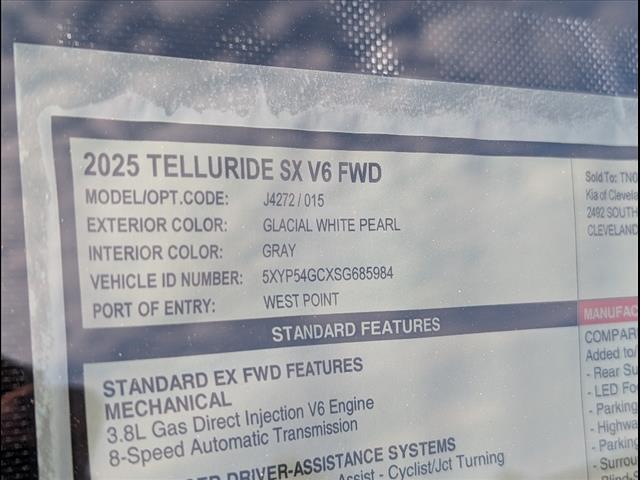 2025 TELLURIDE SX V6 FWD
MODEL/OPT.CODE: J4272 / 015
EXTERIOR COLOR: GLACIAL WHITE PEARL
INTERIOR COLOR: GRAY
VEHICLE ID NUMBER: 5XYP54GCXSG685984
PORT OF ENTRY: WEST POINT
Sold To: TN0
Kia of Clevela
2492 SOUTH
CLEVELAND
STANDARD FEATURES
STANDARD EX FWD FEATURES
MECHANICAL
3.8L Gas Direct Injection V6 Engine
8-Speed Automatic Transmission
DRIVER-ASSISTANCE SYSTEMS
Assist - Cyclist/Jct Turning
MANUFAC
COMPAR
Added to/
- Rear Su
- LED Fo
- Parking
- Highwa
- Parking
- Surrou